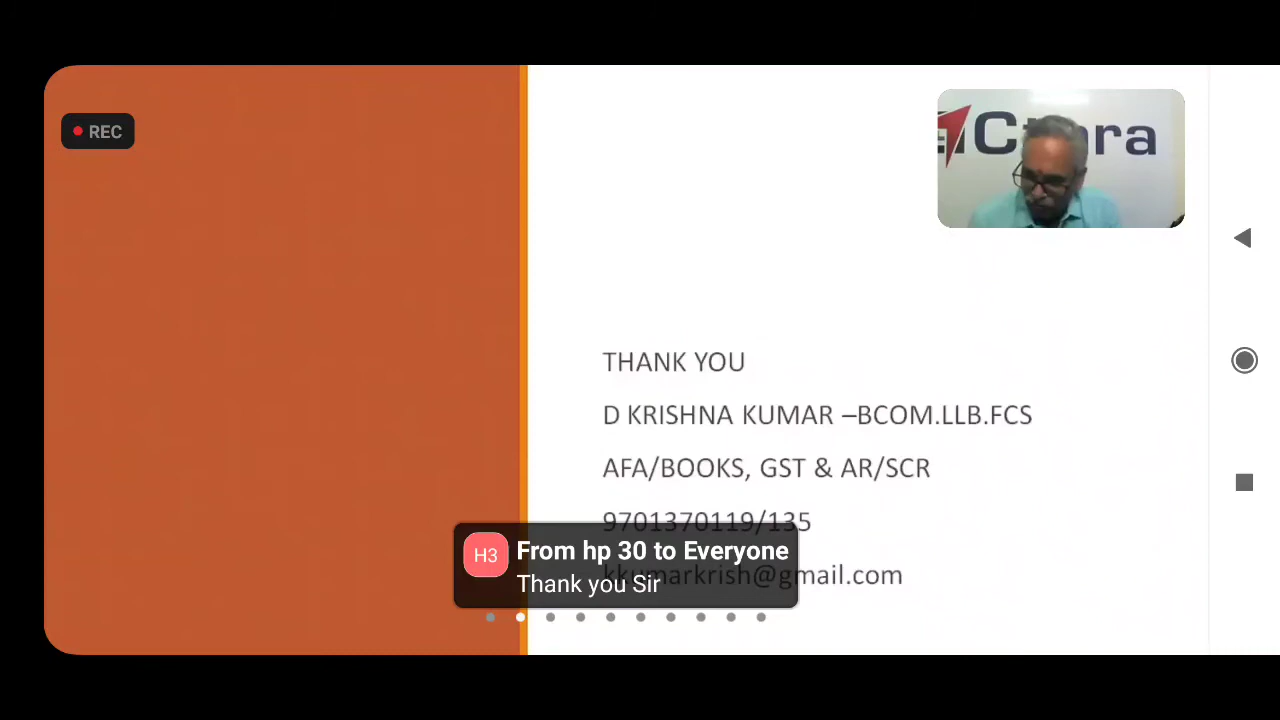 REC
THANK YOU
D KRISHNA KUMAR –BCOM.LLB.FCS
AFA/BOOKS, GST & AR/SCR
9701370119/135
kkumarkrish@gmail.com
H3
From hp 30 to Everyone
Thank you Sir